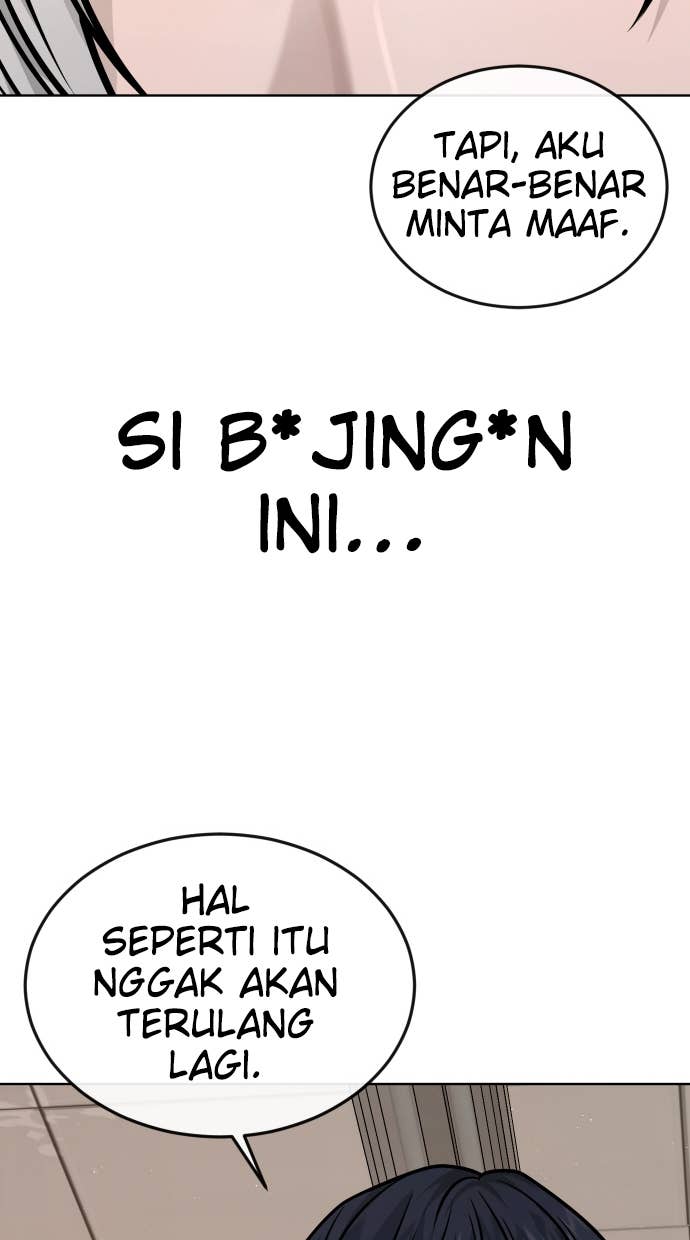 TAPI, AKU
BENAR-BENAR
MINTA MAAF.
SI B*JING*N
INI...
HAL
SEPERTI ITU
NGGAK AKAN
TERULANG
LAGI.